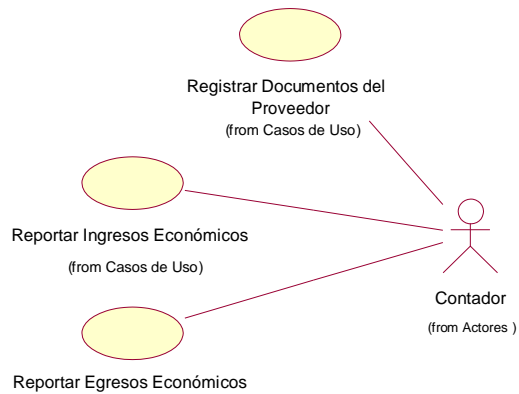 Registrar Documentos del
Proveedor
(from Casos de Uso)
Reportar Ingresos Económicos
(from Casos de Uso)
Contador
(from Actores )
Reportar Egresos Económicos